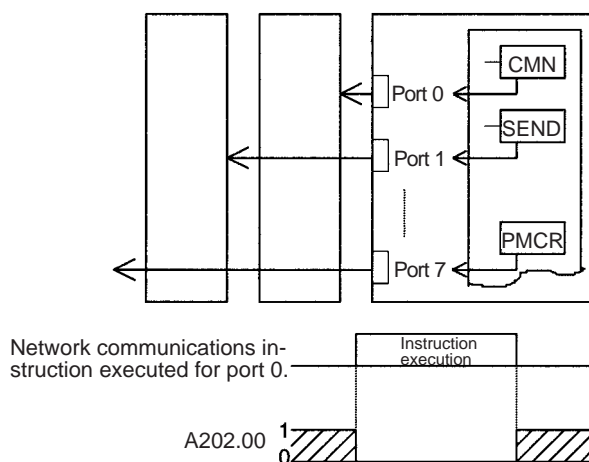 CMN
Port 0
SEND
Port 1
PMCR
Port 7
Network communications in-
struction executed for port 0.
Instruction
execution
A202.00
1
0